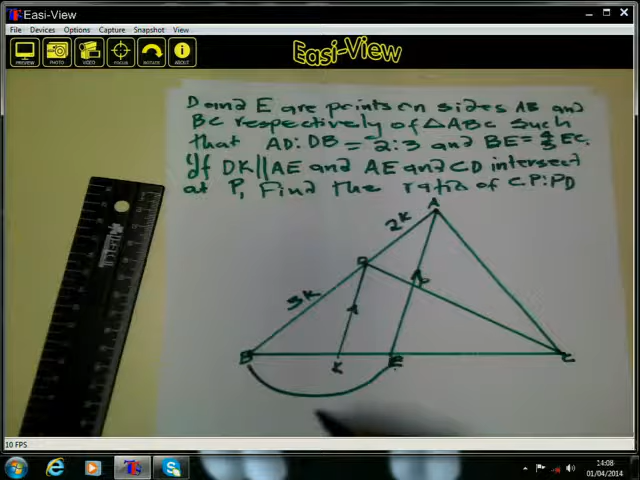 Easi-View
File Devices Options Capture Snapshot View
PREVIEW PHOTO VIDEO FOCUS ROTATE ABOUT
Easi-View
D and E are points on sides AB and
BC respectively of △ABC such
that AD:DB = 2:3 and BE = 4/3 EC.
If DK||AE and AE and CD intersect
at P, Find the ratio of CP:PD
A
2K
D
3K
P
B
K
E
C
10 FPS
14:08
01/04/2014